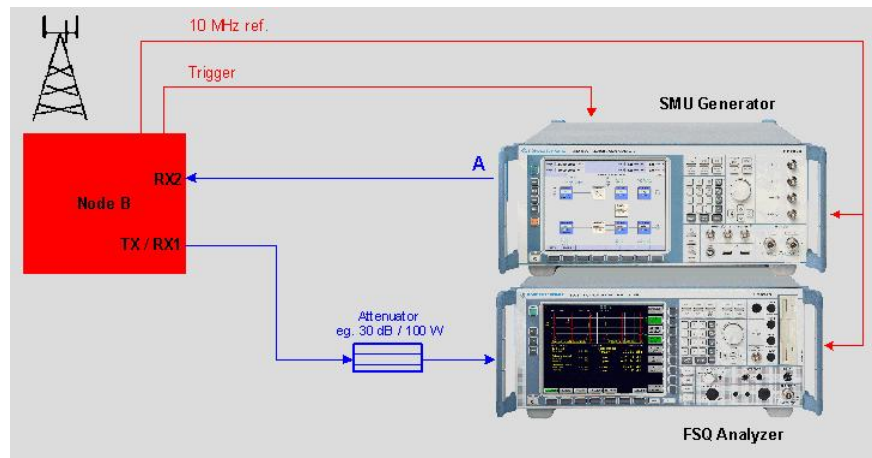 10 MHz ref.
Trigger
SMU Generator
A
RX2
Node B
TX / RX1
Attenuator
eg. 30 dB / 100 W
FSQ Analyzer